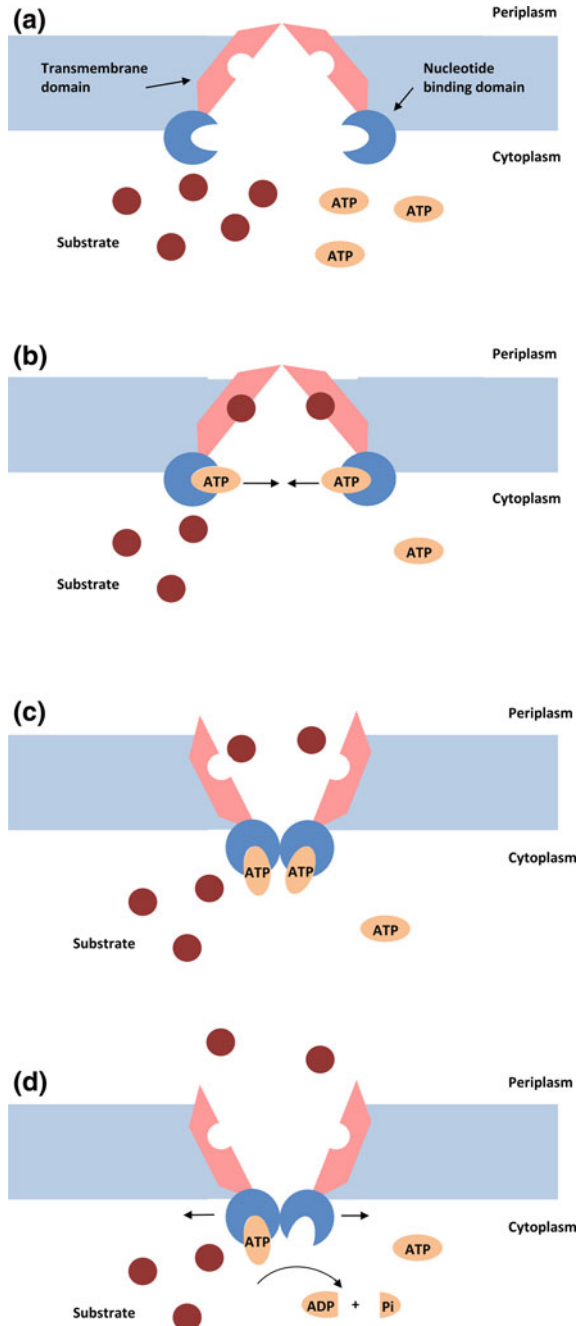 (a)
Periplasm
Transmembrane
domain
Nucleotide
binding domain
Cytoplasm
ATP
ATP
Substrate
ATP
(b)
Periplasm
ATP
ATP
Cytoplasm
ATP
Substrate
(c)
Periplasm
Cytoplasm
ATP
ATP
ATP
Substrate
(d)
Periplasm
Cytoplasm
ATP
ATP
Substrate
ADP + Pi